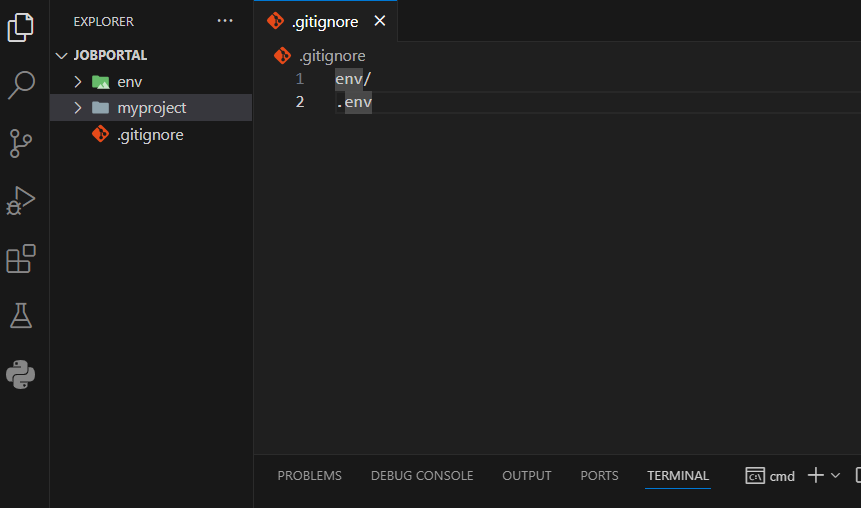 EXPLORER
···
.gitignore
JOBPORTAL
env
myproject
.gitignore
.gitignore
1 env/
2 .env
PROBLEMS DEBUG CONSOLE OUTPUT PORTS TERMINAL cmd